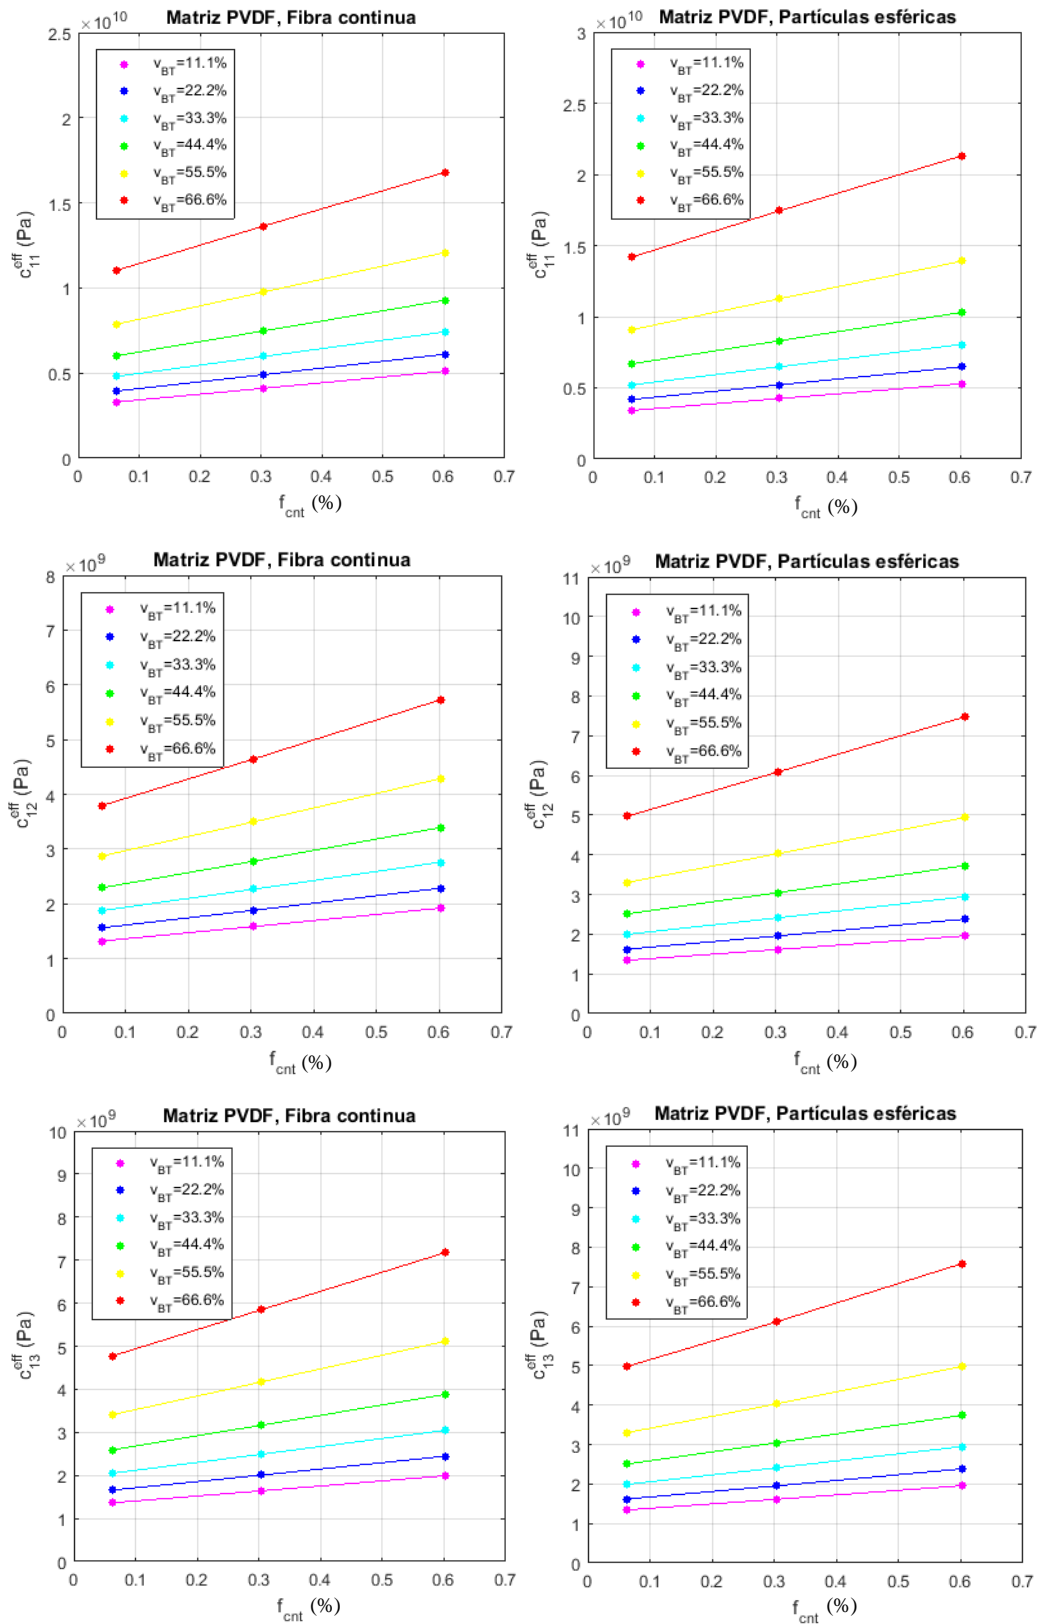 Matriz PVDF, Fibra continua
×10^10
2.5
2
1.5
1
0.5
0
c_11^eff (Pa)
v_BT=11.1%
v_BT=22.2%
v_BT=33.3%
v_BT=44.4%
v_BT=55.5%
v_BT=66.6%
0 0.1 0.2 0.3 0.4 0.5 0.6 0.7
f_cnt (%)
Matriz PVDF, Partículas esféricas
×10^10
3
2.5
2
1.5
1
0.5
0
c_11^eff (Pa)
v_BT=11.1%
v_BT=22.2%
v_BT=33.3%
v_BT=44.4%
v_BT=55.5%
v_BT=66.6%
0 0.1 0.2 0.3 0.4 0.5 0.6 0.7
f_cnt (%)
Matriz PVDF, Fibra continua
×10^9
8
7
6
5
4
3
2
1
0
c_12^eff (Pa)
v_BT=11.1%
v_BT=22.2%
v_BT=33.3%
v_BT=44.4%
v_BT=55.5%
v_BT=66.6%
0 0.1 0.2 0.3 0.4 0.5 0.6 0.7
f_cnt (%)
Matriz PVDF, Partículas esféricas
×10^9
11
10
9
8
7
6
5
4
3
2
1
0
c_12^eff (Pa)
v_BT=11.1%
v_BT=22.2%
v_BT=33.3%
v_BT=44.4%
v_BT=55.5%
v_BT=66.6%
0 0.1 0.2 0.3 0.4 0.5 0.6 0.7
f_cnt (%)
Matriz PVDF, Fibra continua
×10^9
10
9
8
7
6
5
4
3
2
1
0
c_13^eff (Pa)
v_BT=11.1%
v_BT=22.2%
v_BT=33.3%
v_BT=44.4%
v_BT=55.5%
v_BT=66.6%
0 0.1 0.2 0.3 0.4 0.5 0.6 0.7
f_cnt (%)
Matriz PVDF, Partículas esféricas
×10^9
11
10
9
8
7
6
5
4
3
2
1
0
c_13^eff (Pa)
v_BT=11.1%
v_BT=22.2%
v_BT=33.3%
v_BT=44.4%
v_BT=55.5%
v_BT=66.6%
0 0.1 0.2 0.3 0.4 0.5 0.6 0.7
f_cnt (%)